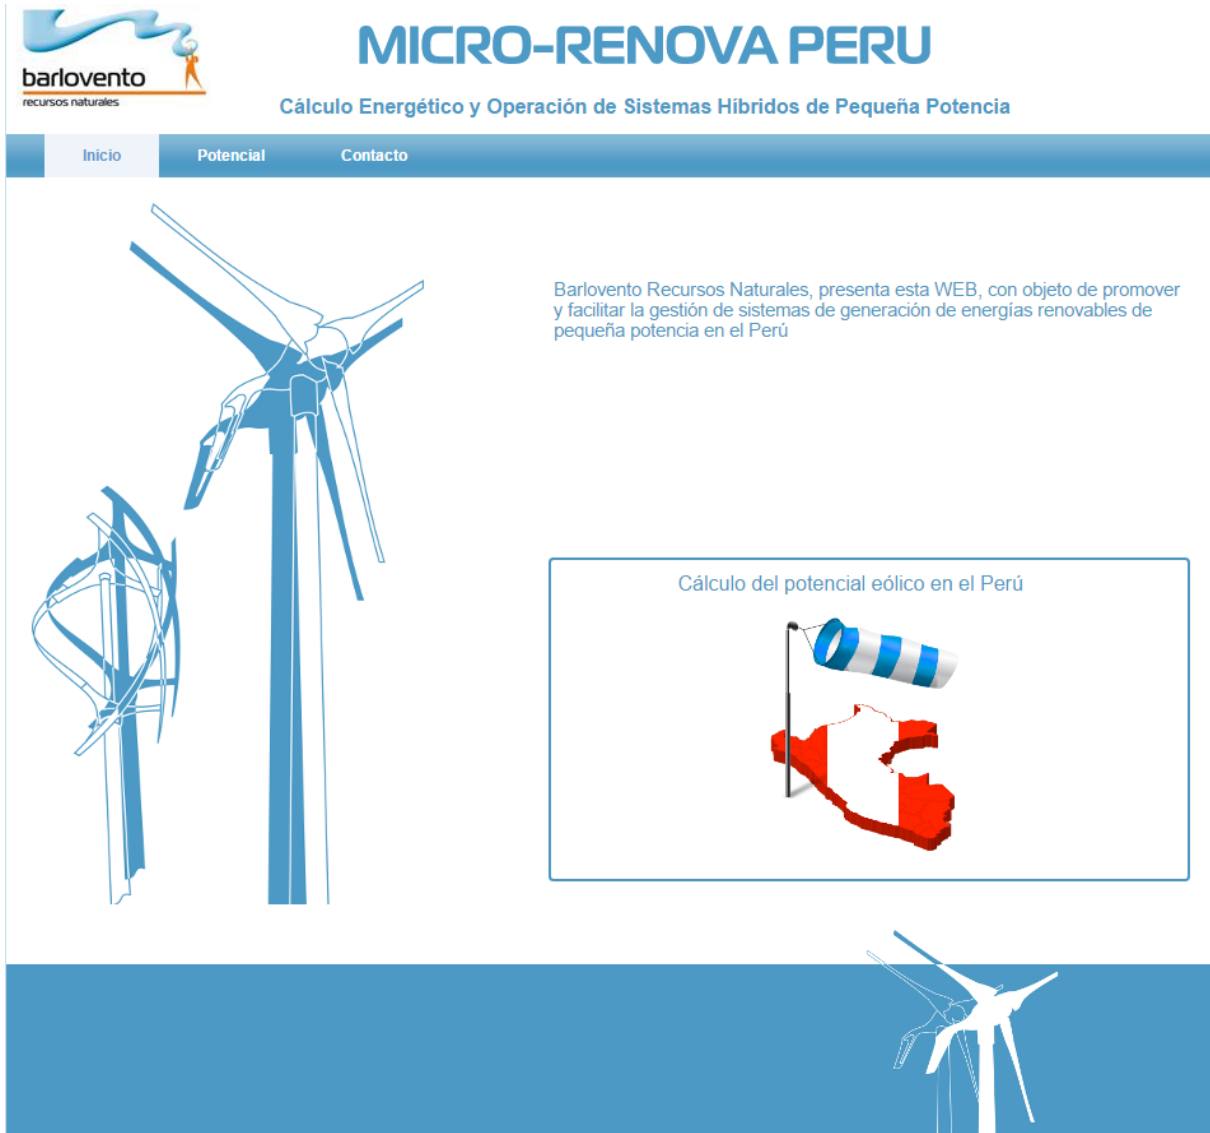 barlovento
recursos naturales
MICRO-RENOVA PERU
Cálculo Energético y Operación de Sistemas Híbridos de Pequeña Potencia
Inicio Potencial Contacto
Barlovento Recursos Naturales, presenta esta WEB, con objeto de promover
y facilitar la gestión de sistemas de generación de energías renovables de
pequeña potencia en el Perú
Cálculo del potencial eólico en el Perú